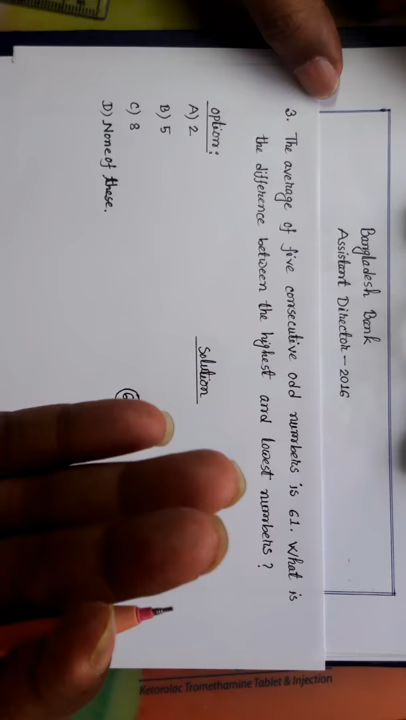 Bangladesh Bank
Assistant Director - 2016
3. The average of five consecutive odd numbers is 61. What is
the difference between the highest and lowest numbers?
option:
A) 2
B) 5
C) 8
D) None of these.
Solution
Ketorolac Tromethamine Tablet & Injection